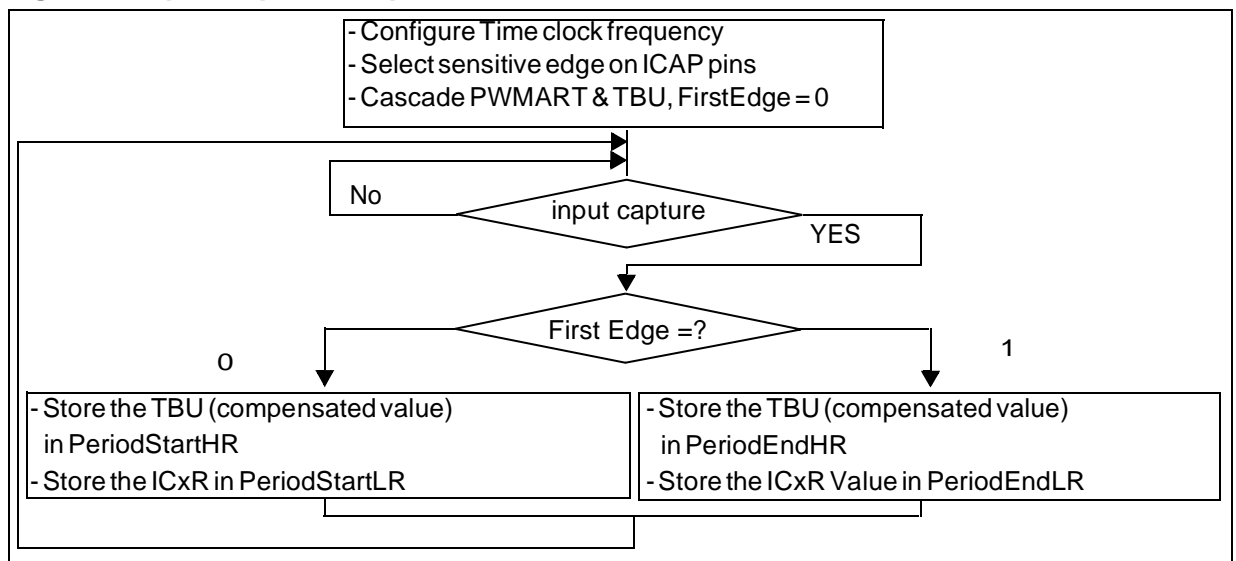 - Configure Time clock frequency
- Select sensitive edge on ICAP pins
- Cascade PWMART & TBU, FirstEdge = 0
No
input capture
YES
First Edge =?
0
1
- Store the TBU (compensated value)
in PeriodStartHR
- Store the ICxR in PeriodStartLR
- Store the TBU (compensated value)
in PeriodEndHR
- Store the ICxR Value in PeriodEndLR